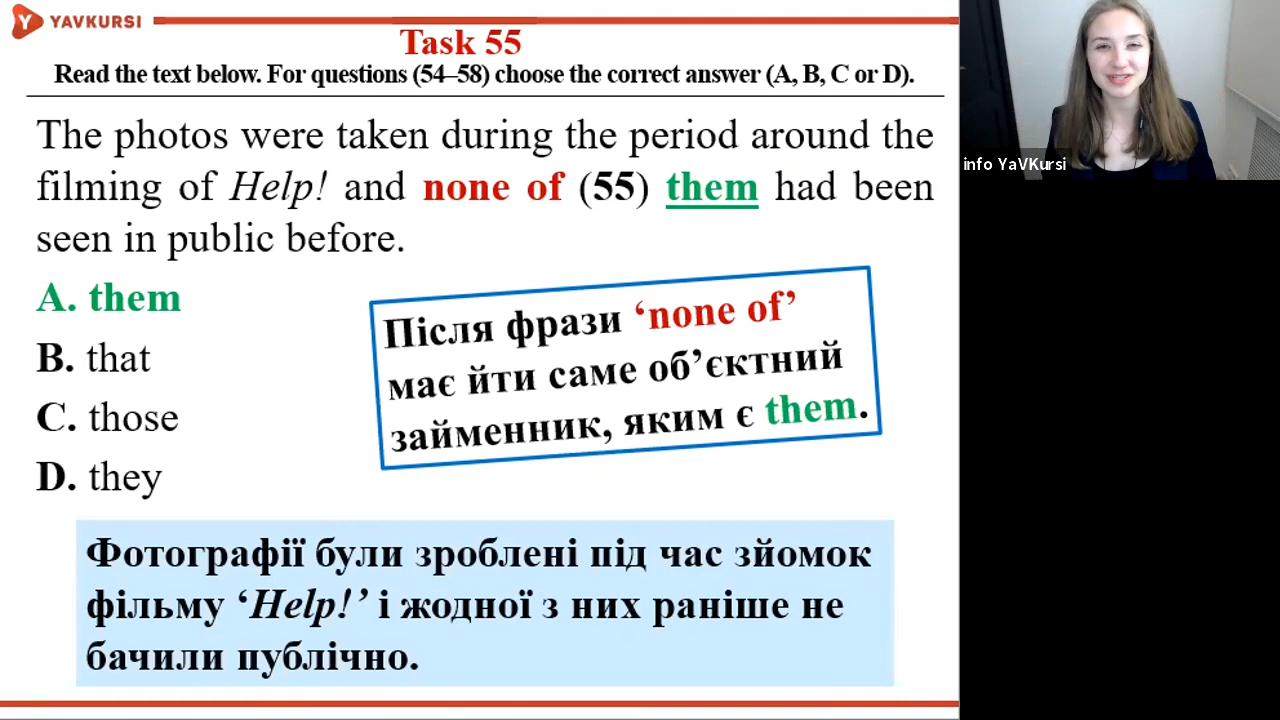 YAVKURSI
Task 55
Read the text below. For questions (54–58) choose the correct answer (A, B, C or D).
The photos were taken during the period around the
filming of Help! and none of (55) them had been
seen in public before.
A. them
B. that
C. those
D. they
Після фрази ‘none of’
має йти саме об’єктний
займенник, яким є them.
Фотографії були зроблені під час зйомок
фільму ‘Help!’ і жодної з них раніше не
бачили публічно.
info YaVKursi